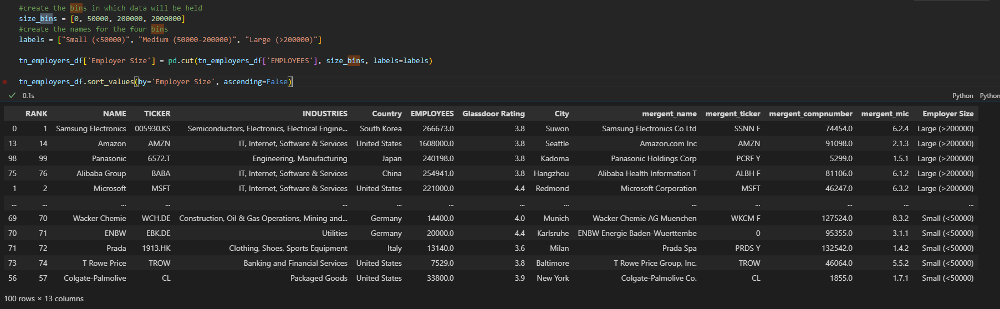 #create the bins in which data will be held
size_bins = [0, 50000, 200000, 2000000]
#create the names for the four bins
labels = ["Small (<50000)", "Medium (50000-200000)", "Large (>200000)"]
tn_employers_df['Employer Size'] = pd.cut(tn_employers_df['EMPLOYEES'], size_bins, labels=labels)
tn_employers_df.sort_values(by='Employer Size', ascending=False)
0.1s Python Python
RANK NAME TICKER INDUSTRIES Country EMPLOYEES Glassdoor Rating City mergent_name mergent_ticker mergent_compnumber mergent_mic Employer Size
0 1 Samsung Electronics 005930.KS Semiconductors, Electronics, Electrical Engine... South Korea 266673.0 3.8 Suwon Samsung Electronics Co Ltd SSNN F 74454.0 6.2.4 Large (>200000)
13 14 Amazon AMZN IT, Internet, Software & Services United States 1608000.0 3.8 Seattle Amazon.com Inc AMZN 91098.0 2.1.3 Large (>200000)
98 99 Panasonic 6572.T Engineering, Manufacturing Japan 240198.0 3.8 Kadoma Panasonic Holdings Corp PCRF Y 5299.0 1.5.1 Large (>200000)
75 76 Alibaba Group BABA IT, Internet, Software & Services China 254941.0 3.8 Hangzhou Alibaba Health Information T ALBH F 81106.0 6.1.2 Large (>200000)
1 2 Microsoft MSFT IT, Internet, Software & Services United States 221000.0 4.4 Redmond Microsoft Corporation MSFT 46247.0 6.3.2 Large (>200000)
... ... ... ... ... ... ... ... ... ... ... ... ... ...
69 70 Wacker Chemie WCH.DE Construction, Oil & Gas Operations, Mining and... Germany 14400.0 4.0 Munich Wacker Chemie AG Muenchen WKCM F 127524.0 8.3.2 Small (<50000)
70 71 ENBW EBK.DE Utilities Germany 20000.0 4.4 Karlsruhe ENBW Energie Baden-Wuerttembe 0 95355.0 3.1.1 Small (<50000)
71 72 Prada 1913.HK Clothing, Shoes, Sports Equipment Italy 13140.0 3.6 Milan Prada Spa PRDS Y 132542.0 1.4.2 Small (<50000)
73 74 T Rowe Price TROW Banking and Financial Services United States 7529.0 3.8 Baltimore T Rowe Price Group, Inc. TROW 46064.0 5.5.2 Small (<50000)
56 57 Colgate-Palmolive CL Packaged Goods United States 33800.0 3.9 New York Colgate-Palmolive Co. CL 1855.0 1.7.1 Small (<50000)
100 rows × 13 columns